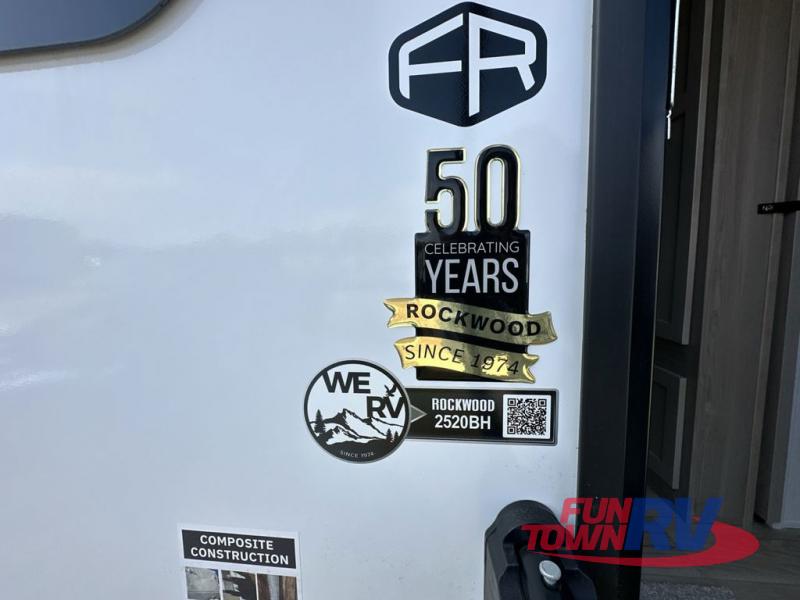 FR
50
CELEBRATING
YEARS
ROCKWOOD
SINCE 1974
WE
RV
SINCE 1974
ROCKWOOD
2520BH
COMPOSITE
CONSTRUCTION
FUN
TOWN RV